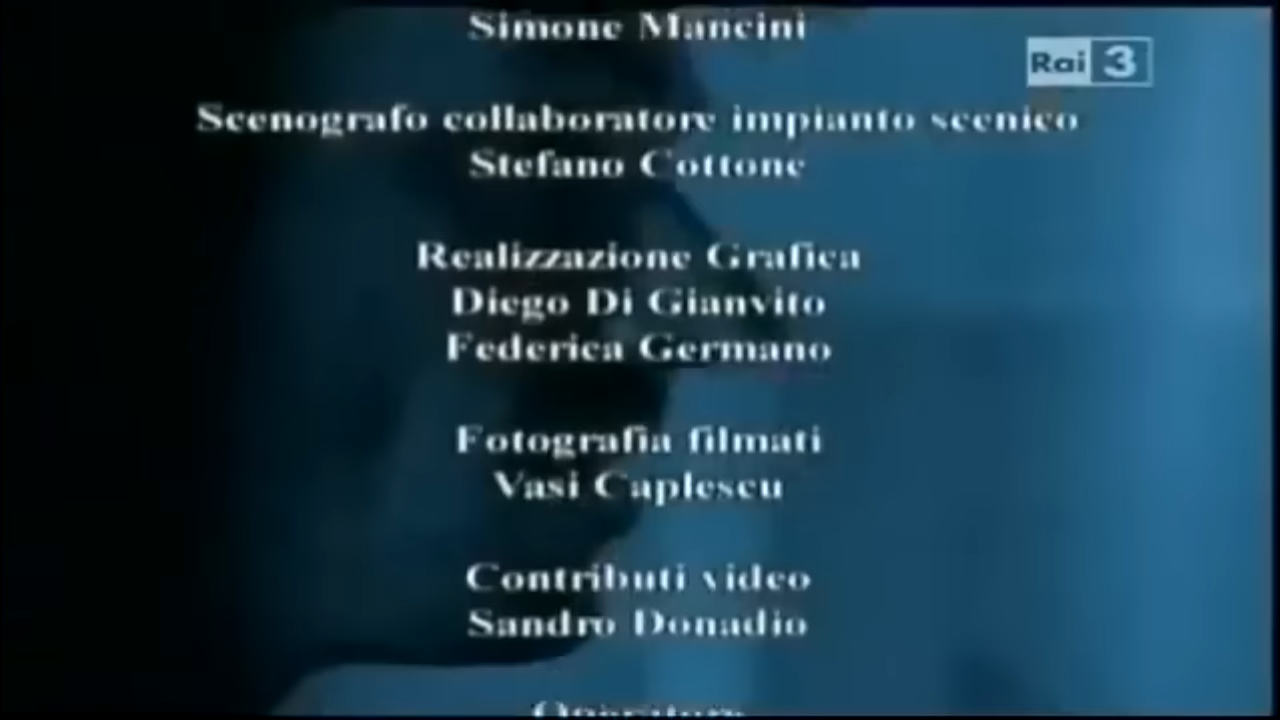 Simone Mancini
Rai 3
Scenografo collaboratore impianto scenico
Stefano Cottone
Realizzazione Grafica
Diego Di Gianvito
Federica Germano
Fotografia filmati
Vasi Caplescu
Contributi video
Sandro Donadio